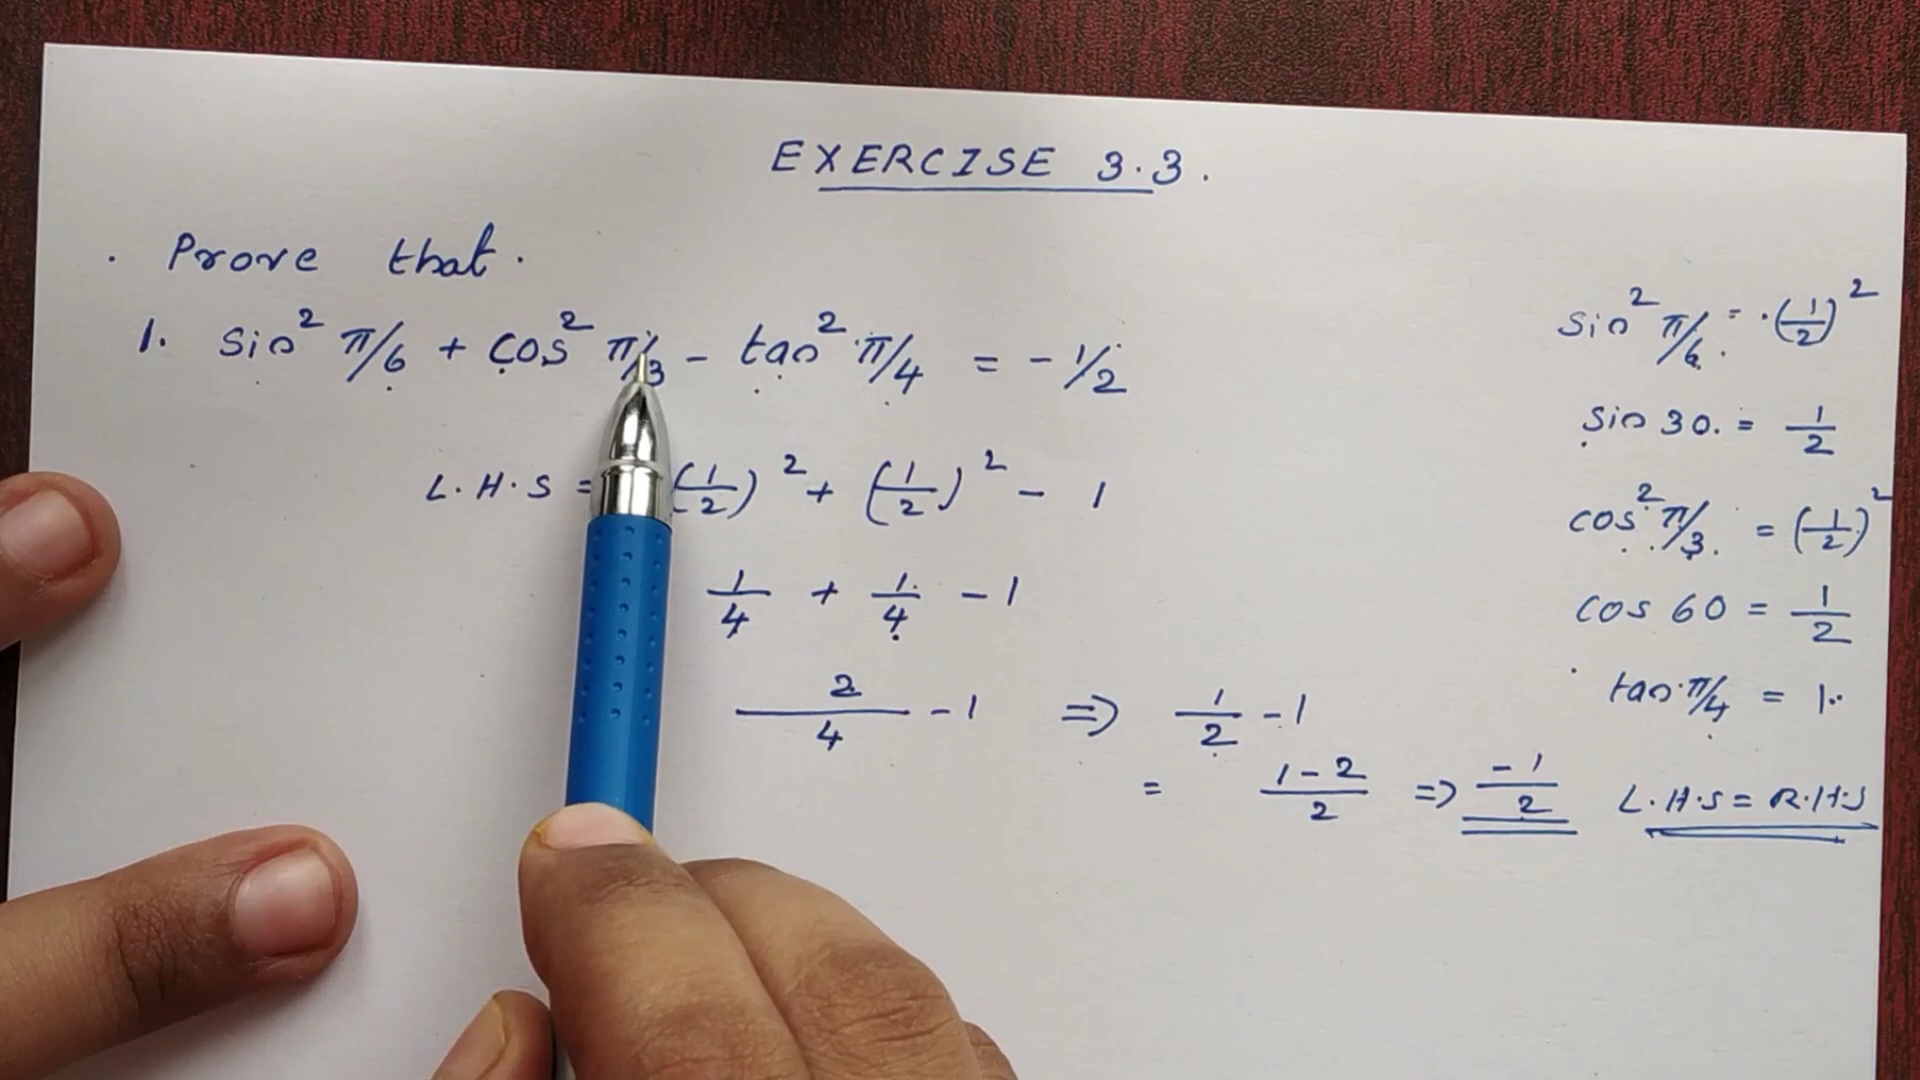 EXERCISE 3.3.
. Prove that.
1. sin² π/6 + cos² π/3 - tan² π/4 = - 1/2
L.H.S = (1/2)² + (1/2)² - 1
1/4 + 1/4 - 1
2/4 - 1 => 1/2 - 1
= 1-2/2 => -1/2 L.H.S = R.H.S
sin² π/6 = (1/2)²
sin 30. = 1/2
cos² π/3. = (1/2)²
cos 60 = 1/2
tan π/4 = 1.